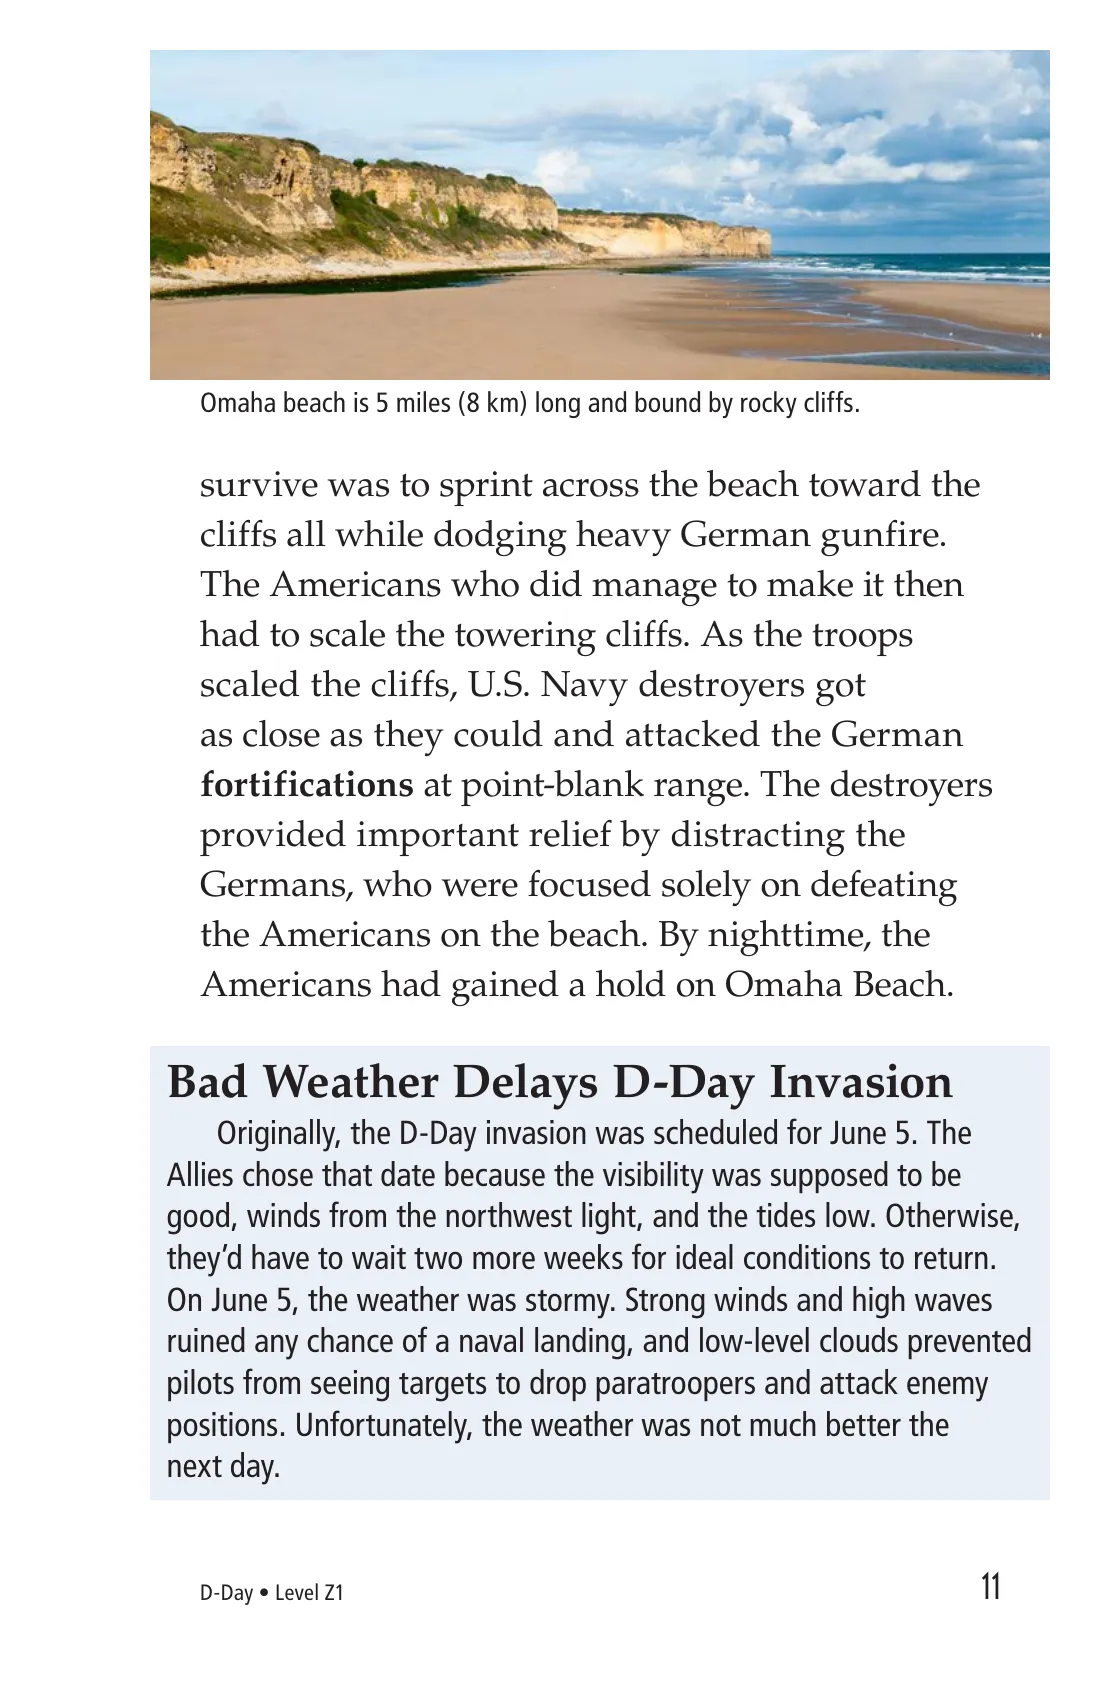 Omaha beach is 5 miles (8 km) long and bound by rocky cliffs.
survive was to sprint across the beach toward the
cliffs all while dodging heavy German gunfire.
The Americans who did manage to make it then
had to scale the towering cliffs. As the troops
scaled the cliffs, U.S. Navy destroyers got
as close as they could and attacked the German
fortifications at point-blank range. The destroyers
provided important relief by distracting the
Germans, who were focused solely on defeating
the Americans on the beach. By nighttime, the
Americans had gained a hold on Omaha Beach.
Bad Weather Delays D-Day Invasion
Originally, the D-Day invasion was scheduled for June 5. The
Allies chose that date because the visibility was supposed to be
good, winds from the northwest light, and the tides low. Otherwise,
they’d have to wait two more weeks for ideal conditions to return.
On June 5, the weather was stormy. Strong winds and high waves
ruined any chance of a naval landing, and low-level clouds prevented
pilots from seeing targets to drop paratroopers and attack enemy
positions. Unfortunately, the weather was not much better the
next day.
D-Day • Level Z1
11